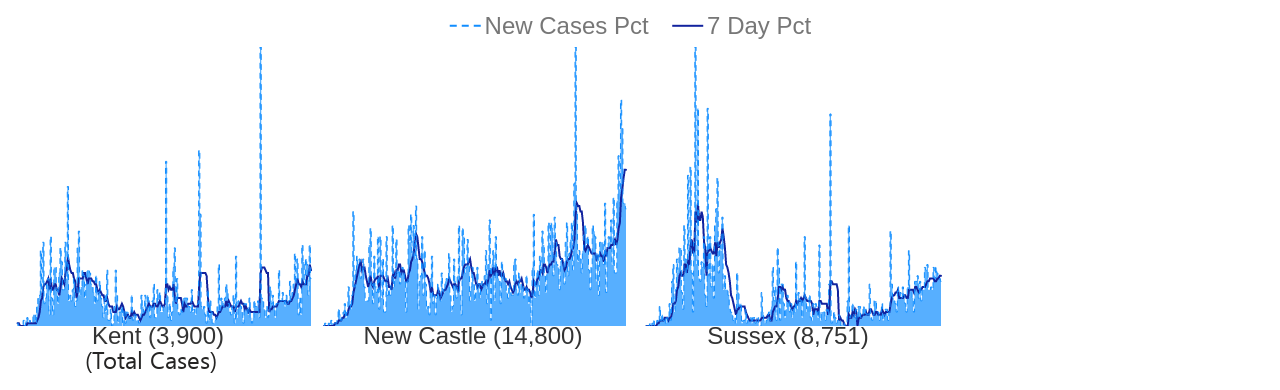 New Cases Pct 7 Day Pct
Kent (3,900) New Castle (14,800) Sussex (8,751)
(Total Cases)